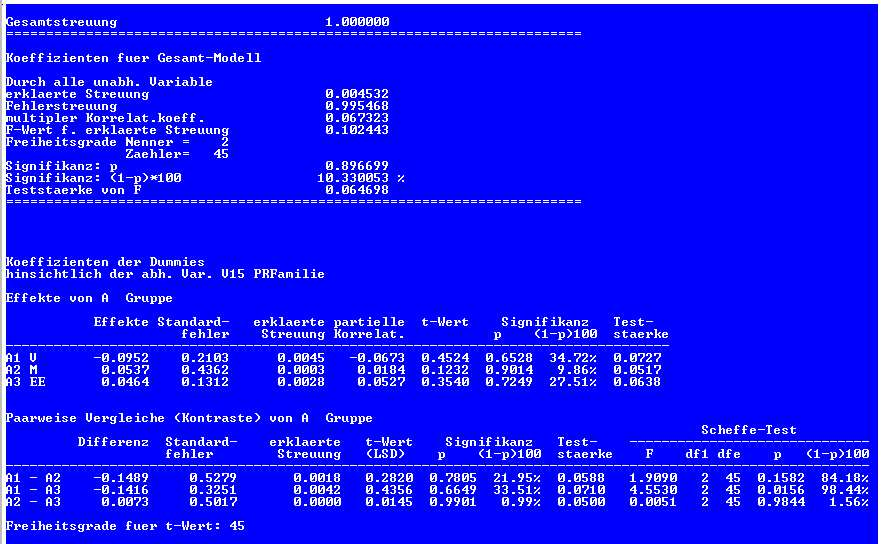 Gesamtstreuung 1.000000
Koeffizienten fuer Gesamt-Modell
Durch alle unabh. Variable
erklaerte Streuung 0.004532
Fehlerstreuung 0.995468
multipler Korrelat.koeff. 0.067323
F-Wert f. erklaerte Streuung 0.102443
Freiheitsgrade Nenner = 2
Zaehler= 45
Signifikanz: p 0.896699
Signifikanz: (1-p)*100 10.330053 %
Teststaerke von F 0.064698
Koeffizienten der Dummies
hinsichtlich der abh. Var. V15 PRFamilie
Effekte von A Gruppe
Effekte Standard- erklaerte partielle t-Wert Signifikanz Test-
fehler Streuung Korrelat. p (1-p)100 staerke
A1 V -0.0952 0.2103 0.0045 -0.0673 0.4524 0.6528 34.72% 0.0727
A2 M 0.0537 0.4362 0.0003 0.0184 0.1232 0.9014 9.86% 0.0517
A3 EE 0.0464 0.1312 0.0028 0.0527 0.3540 0.7249 27.51% 0.0638
Paarweise Vergleiche (Kontraste) von A Gruppe
Scheffe-Test
Differenz Standard- erklaerte t-Wert Signifikanz Test-
fehler Streuung (LSD) p (1-p)100 staerke F df1 dfe p (1-p)100
A1 - A2 -0.1489 0.5279 0.0018 0.2820 0.7805 21.95% 0.0588 1.9090 2 45 0.1582 84.18%
A1 - A3 -0.1416 0.3251 0.0042 0.4356 0.6649 33.51% 0.0710 4.5530 2 45 0.0156 98.44%
A2 - A3 0.0073 0.5017 0.0000 0.0145 0.9901 0.99% 0.0500 0.0051 2 45 0.9844 1.56%
Freiheitsgrade fuer t-Wert: 45